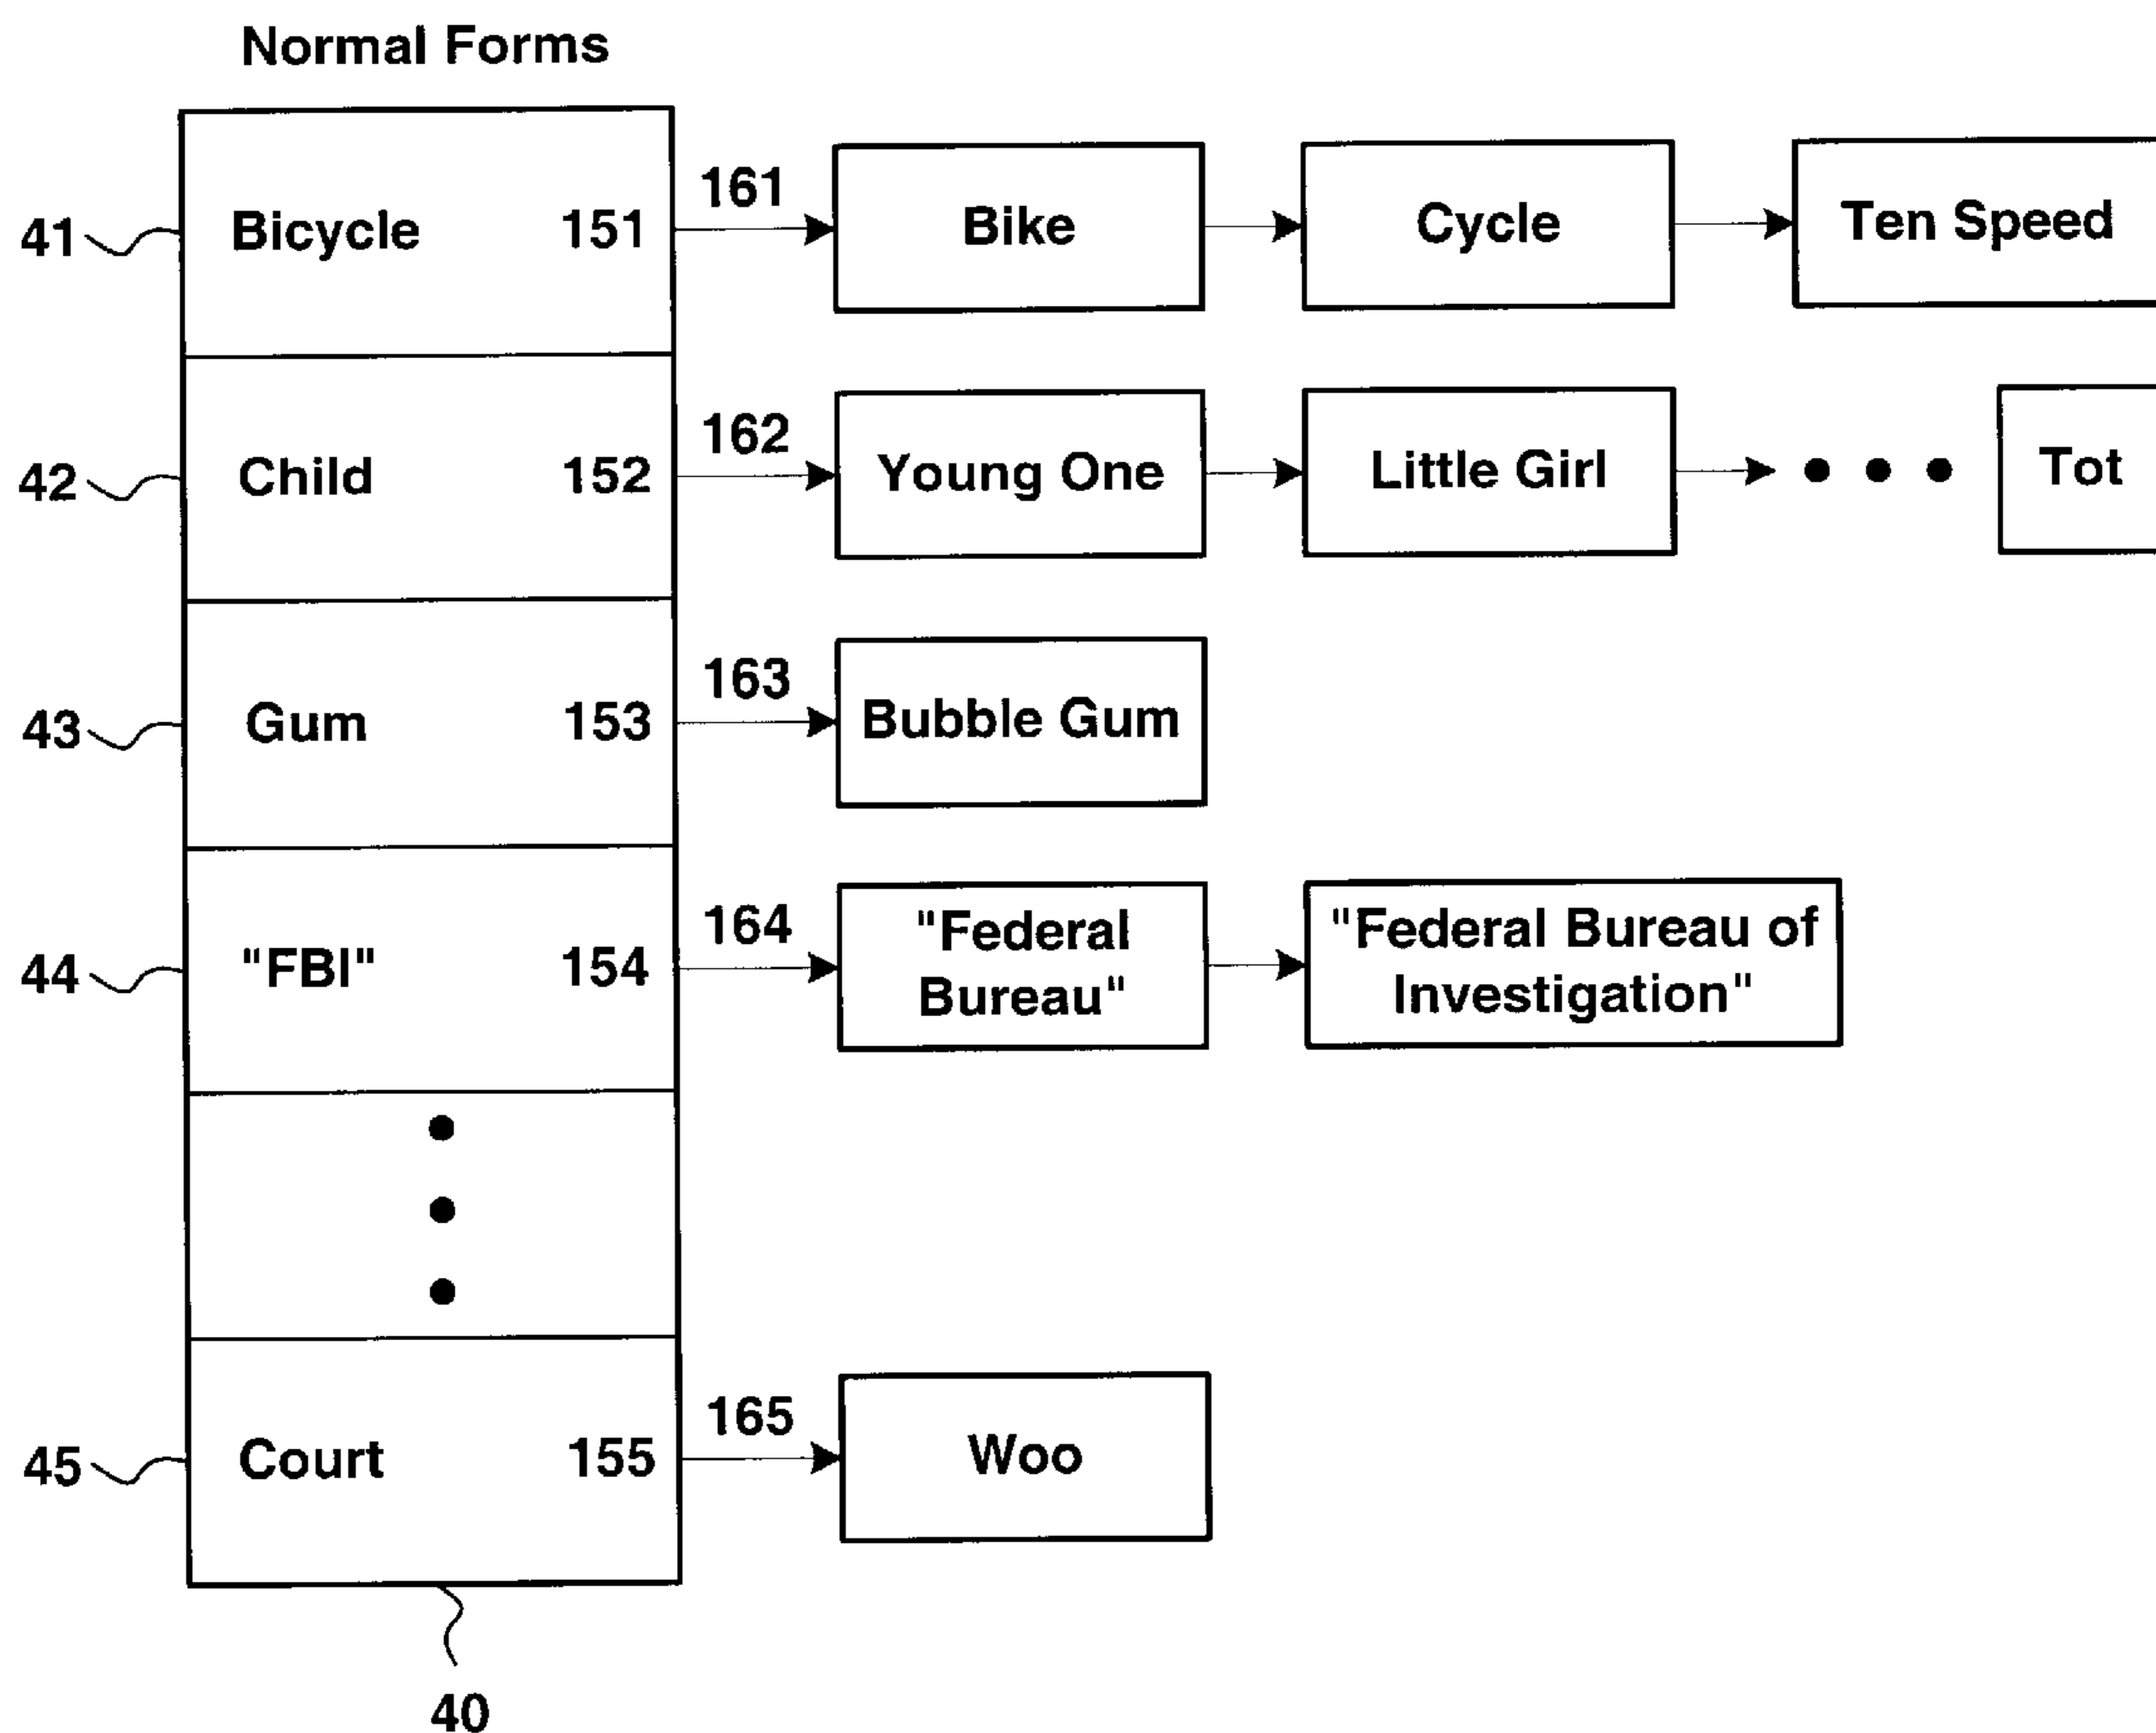 Normal Forms
41 Bicycle 151 161 Bike Cycle Ten Speed
42 Child 152 162 Young One Little Girl Tot
43 Gum 153 163 Bubble Gum
44 "FBI" 154 164 "Federal
Bureau"
"Federal Bureau of
Investigation"
45 Court 155 165 Woo
40